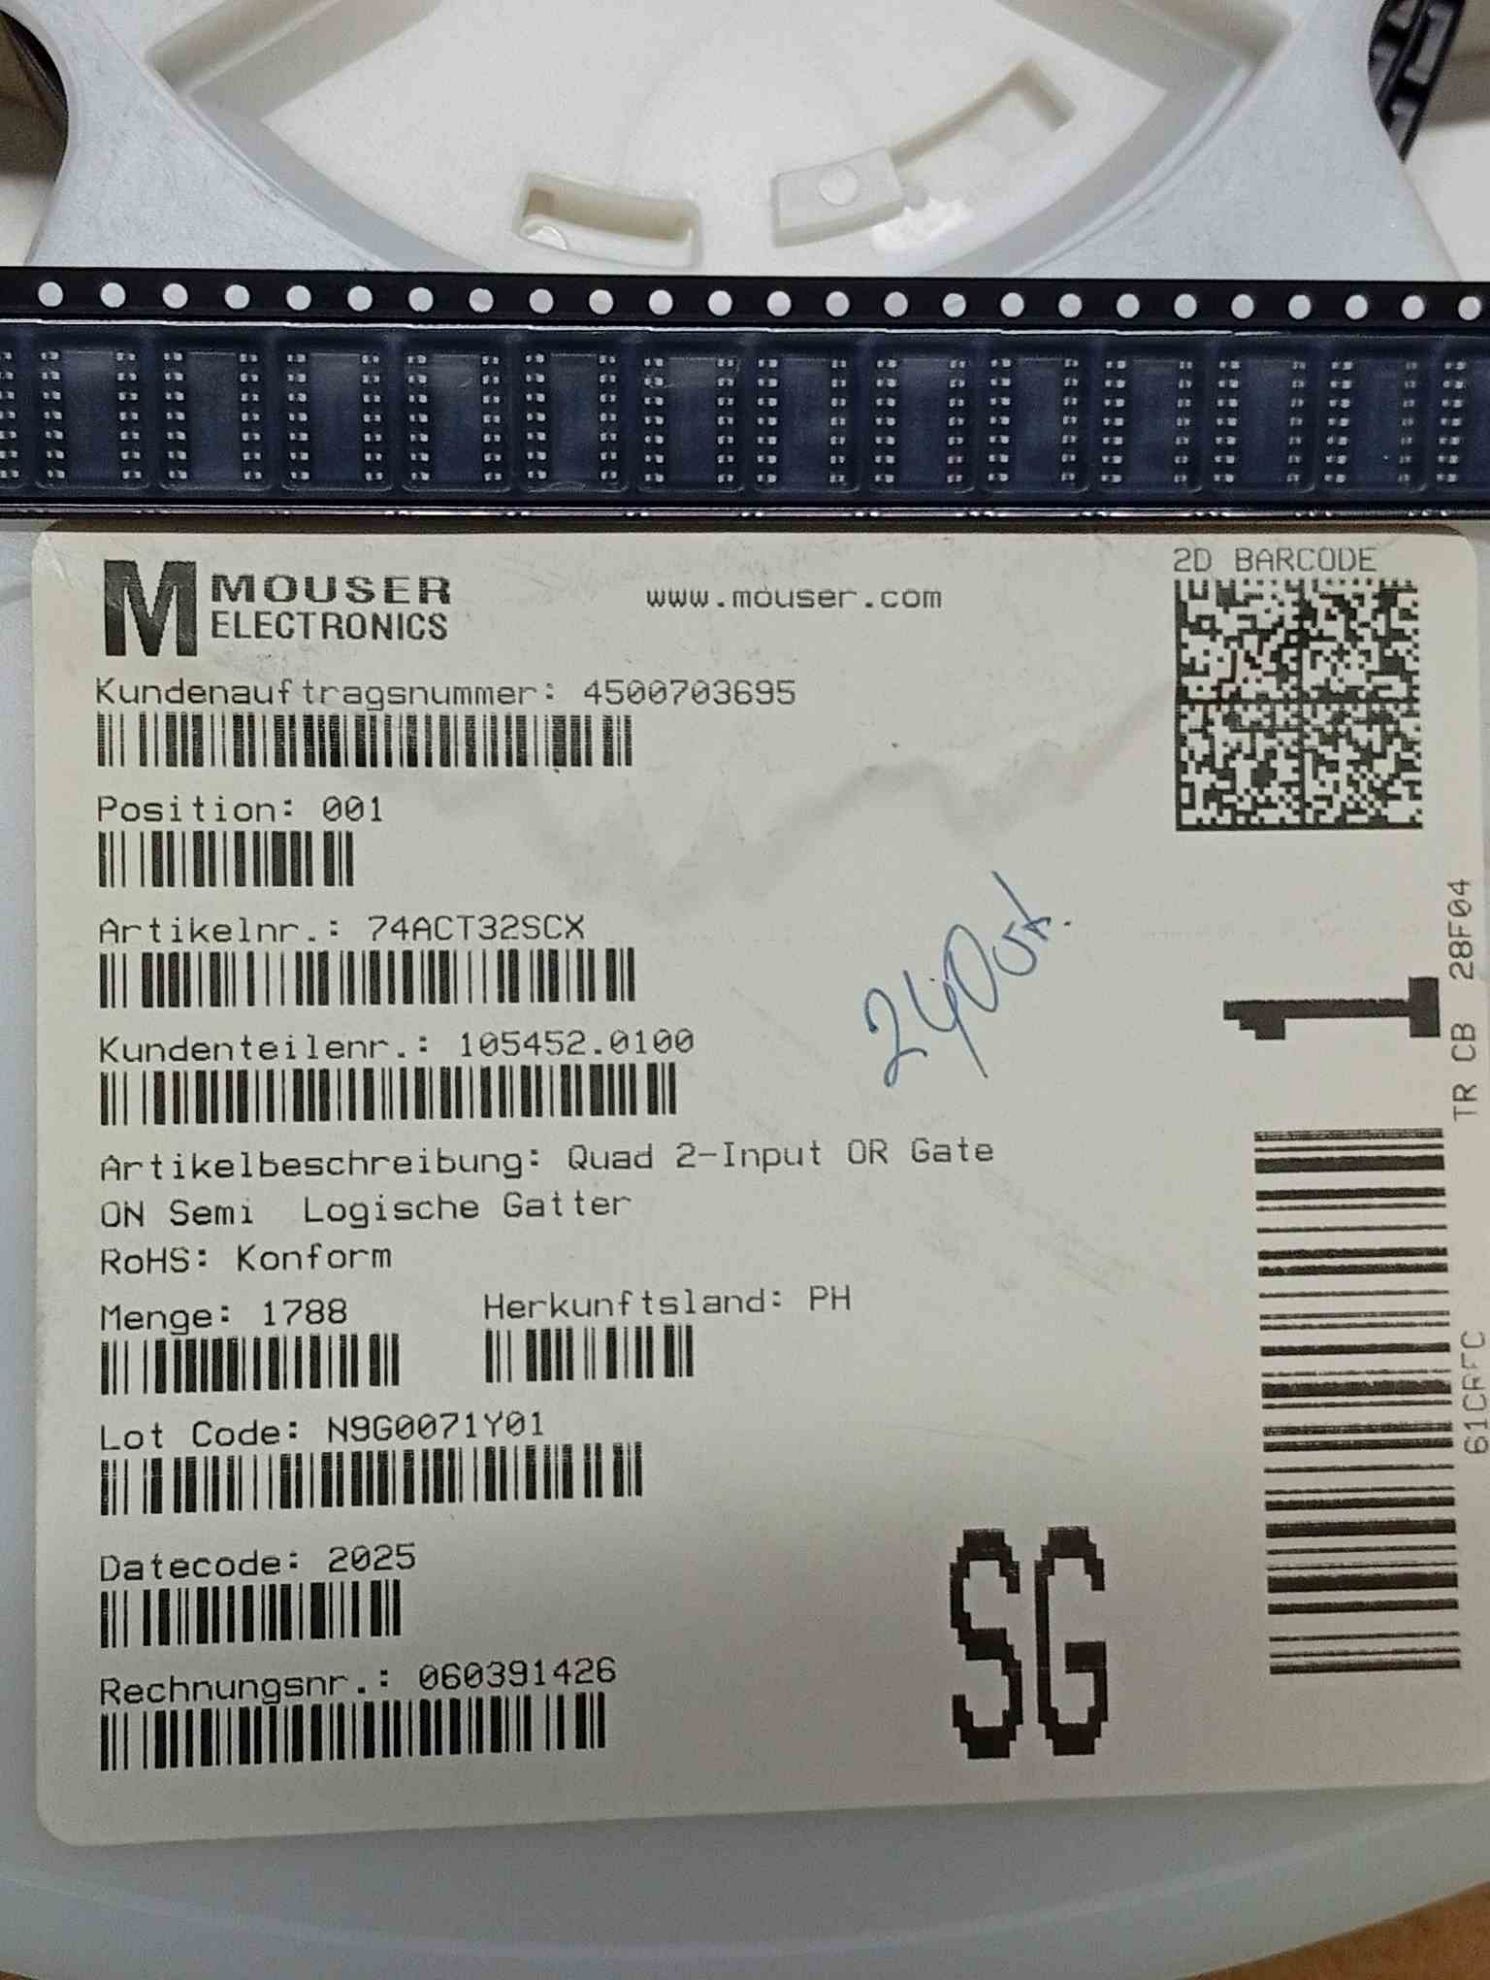 MOUSER
ELECTRONICS
www.mouser.com
2D BARCODE
Kundenauftragsnummer: 4500703695
Position: 001
Artikelnr.: 74ACT32SCX
Kundenteilenr.: 105452.0100
Artikelbeschreibung: Quad 2-Input OR Gate
ON Semi Logische Gatter
RoHS: Konform
Menge: 1788
Herkunftsland: PH
Lot Code: N9G0071Y01
Datecode: 2025
Rechnungsnr.: 060391426
SG
1
TR CB 28F04